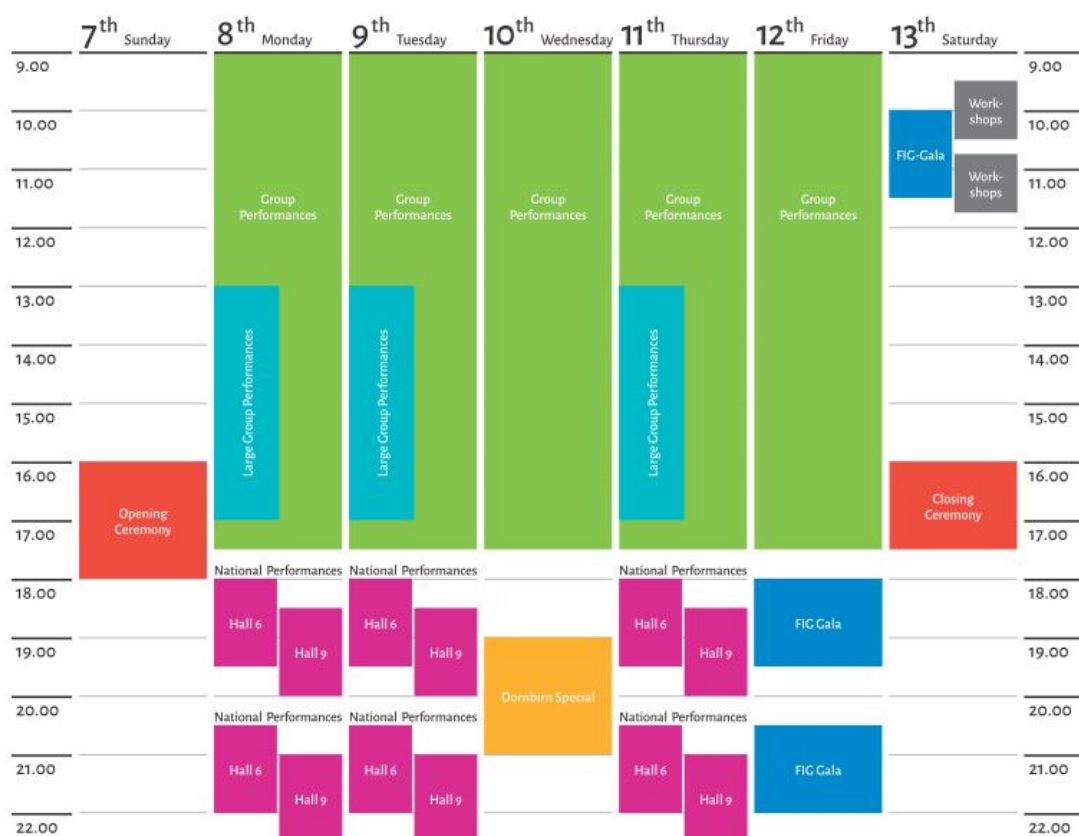 7th Sunday
8th Monday
9th Tuesday
10th Wednesday
11th Thursday
12th Friday
13th Saturday
9.00
9.00
Work-
shops
10.00
10.00
FIG-Gala
Work-
shops
11.00
11.00
Group
Performances
Group
Performances
Group
Performances
Group
Performances
Group
Performances
12.00
12.00
13.00
13.00
Large Group Performances
Large Group Performances
Large Group Performances
14.00
14.00
15.00
15.00
16.00
16.00
Opening
Ceremony
Closing
Ceremony
17.00
17.00
National Performances
National Performances
National Performances
18.00
18.00
Hall 6
Hall 6
Hall 6
FIG Gala
19.00
19.00
Hall 9
Hall 9
Hall 9
Dornbirn Special
20.00
20.00
National Performances
National Performances
National Performances
21.00
21.00
Hall 6
Hall 6
Hall 6
FIG Gala
Hall 9
Hall 9
Hall 9
22.00
22.00